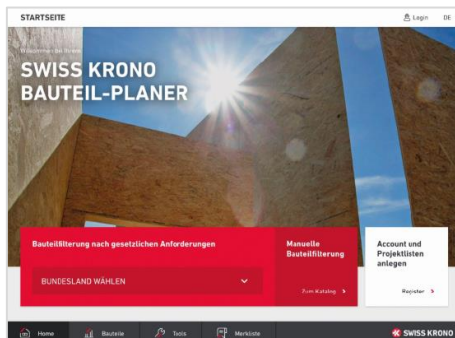 STARTSEITE
Login DE
SWISS KRONO
BAUTEIL-PLANER
Bauteilfilterung nach gesetzlichen Anforderungen
BUNDESLAND WÄHLEN
Manuelle
Bauteilfilterung
Zum Katalog
Account und
Projektlisten
anlegen
Register
Home
Bauteile
Tools
Merkliste
SWISS KRONO